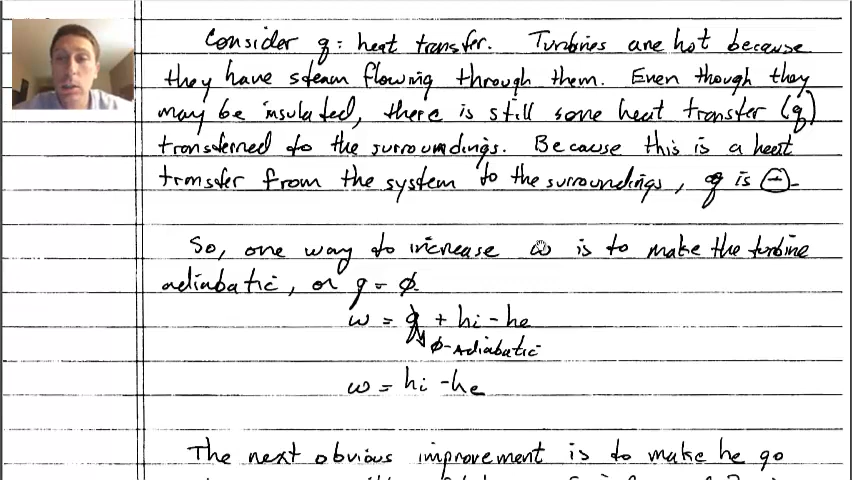 Consider q: heat transfer. Turbines are hot because
they have steam flowing through them. Even though they
may be insulated, there is still some heat transfer (q)
transferred to the surroundings. Because this is a heat
transfer from the system to the surroundings, q is ⊖.
So, one way to increase ω is to make the turbine
adiabatic, or q = ϕ.
ω = q + hi - he
ϕ-Adiabatic
ω = hi - he
The next obvious improvement is to make he go